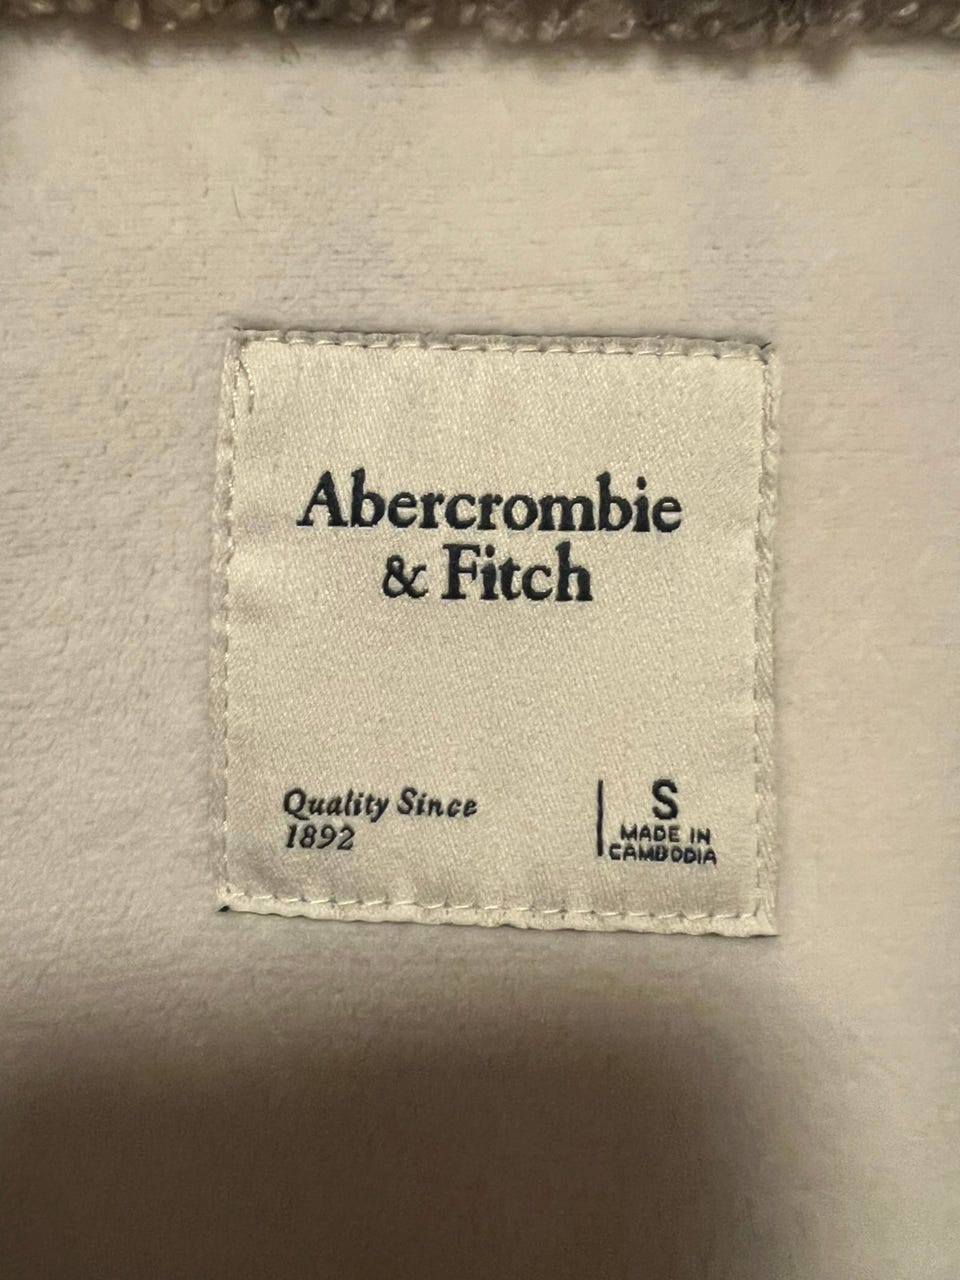 Abercrombie
& Fitch
Quality Since
1892
S
MADE IN
CAMBODIA